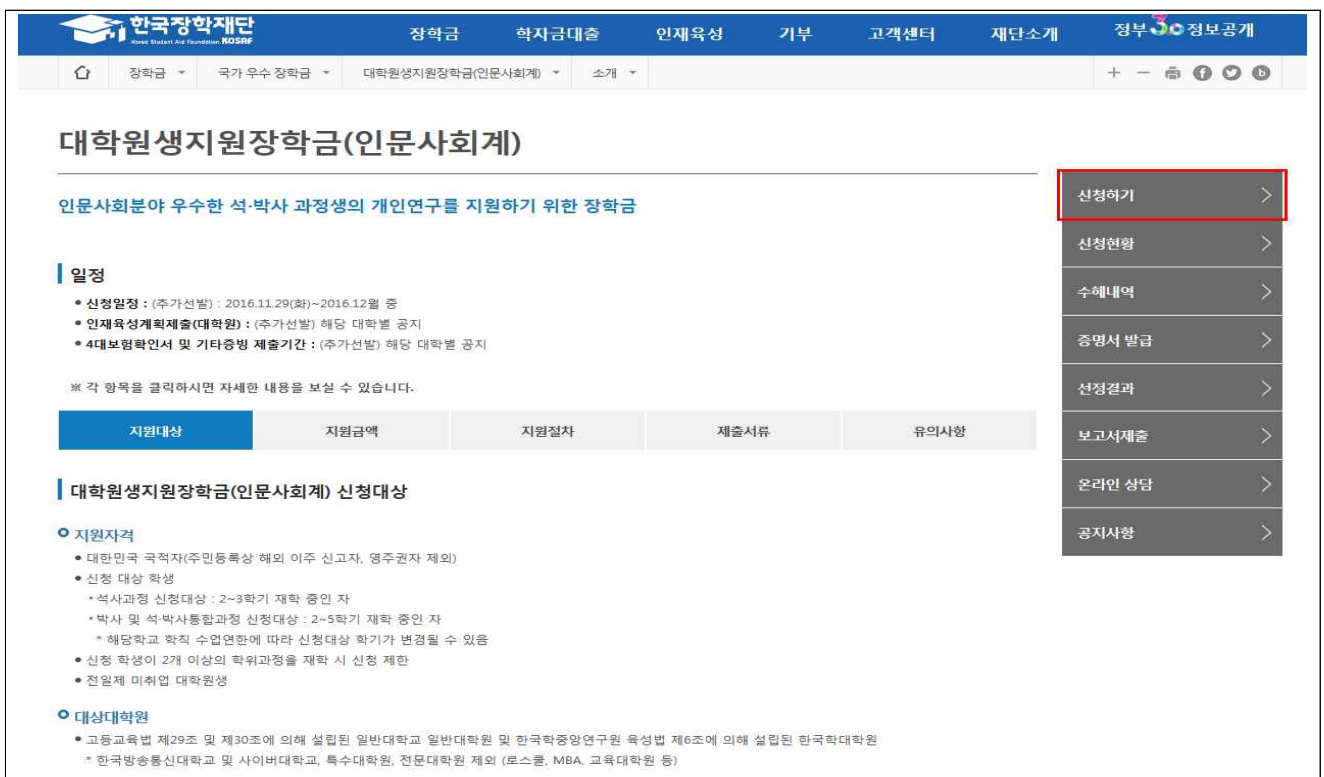 한국장학재단
Korea Student Aid Foundation KOSAF
장학금 학자금대출 인재육성 기부 고객센터 재단소개 정부3.0정보공개
장학금 국가 우수 장학금 대학원생지원장학금(인문사회계) 소개
대학원생지원장학금(인문사회계)
인문사회분야 우수한 석·박사 과정생의 개인연구를 지원하기 위한 장학금
일정
• 신청일정 : (추가선발) : 2016.11.29(화)~2016.12월 중
• 인재육성계획제출(대학원) : (추가선발) 해당 대학별 공지
• 4대보험확인서 및 기타증빙 제출기간 : (추가선발) 해당 대학별 공지
※ 각 항목을 클릭하시면 자세한 내용을 보실 수 있습니다.
지원대상 지원금액 지원절차 제출서류 유의사항
대학원생지원장학금(인문사회계) 신청대상
지원자격
• 대한민국 국적자(주민등록상 해외 이주 신고자, 영주권자 제외)
• 신청 대상 학생
• 석사과정 신청대상 : 2~3학기 재학 중인 자
• 박사 및 석·박사통합과정 신청대상 : 2~5학기 재학 중인 자
* 해당학교 학칙 수업연한에 따라 신청대상 학기가 변경될 수 있음
• 신청 학생이 2개 이상의 학위과정을 재학 시 신청 제한
• 전일제 미취업 대학원생
대상대학원
• 고등교육법 제29조 및 제30조에 의해 설립된 일반대학교 일반대학원 및 한국학중앙연구원 육성법 제6조에 의해 설립된 한국학대학원
* 한국방송통신대학교 및 사이버대학교, 특수대학원, 전문대학원 제외 (로스쿨, MBA, 교육대학원 등)
신청하기
신청현황
수혜내역
증명서 발급
선정결과
보고서제출
온라인 상담
공지사항